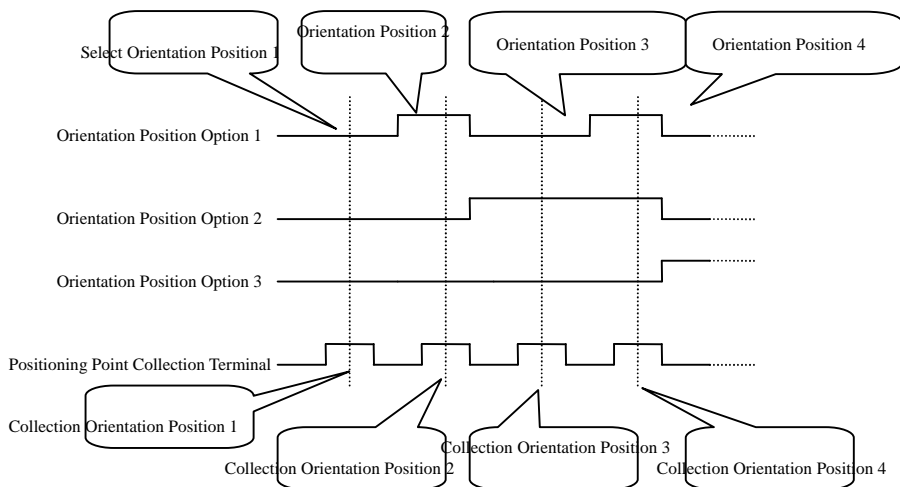 Orientation Position 2
Select Orientation Position 1
Orientation Position 3
Orientation Position 4
Orientation Position Option 1
Orientation Position Option 2
Orientation Position Option 3
Positioning Point Collection Terminal
Collection Orientation Position 1
Collection Orientation Position 2
Collection Orientation Position 3
Collection Orientation Position 4